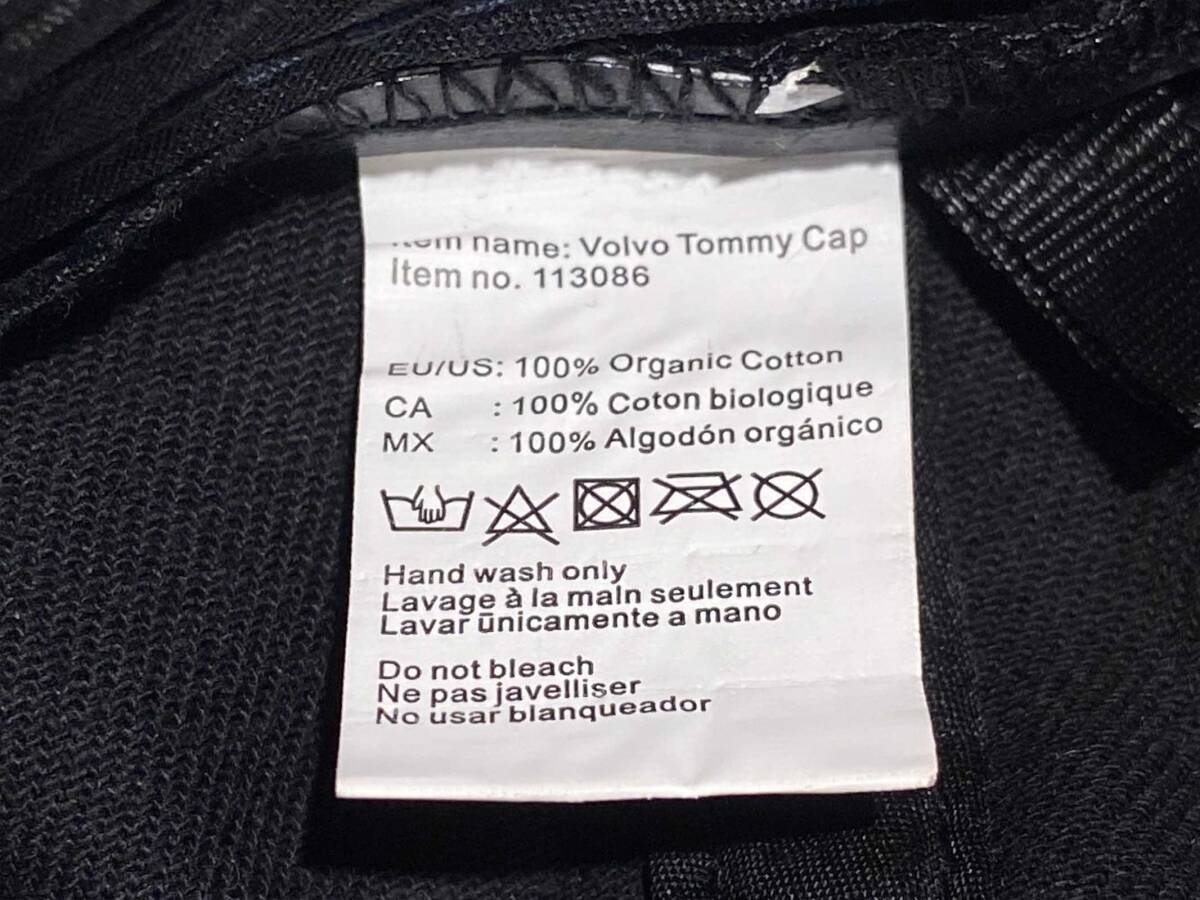 name: Volvo Tommy Cap
Item no. 113086
EU/US: 100% Organic Cotton
CA : 100% Coton biologique
MX : 100% Algodón orgánico
Hand wash only
Lavage à la main seulement
Lavar únicamente a mano
Do not bleach
Ne pas javelliser
No usar blanqueador